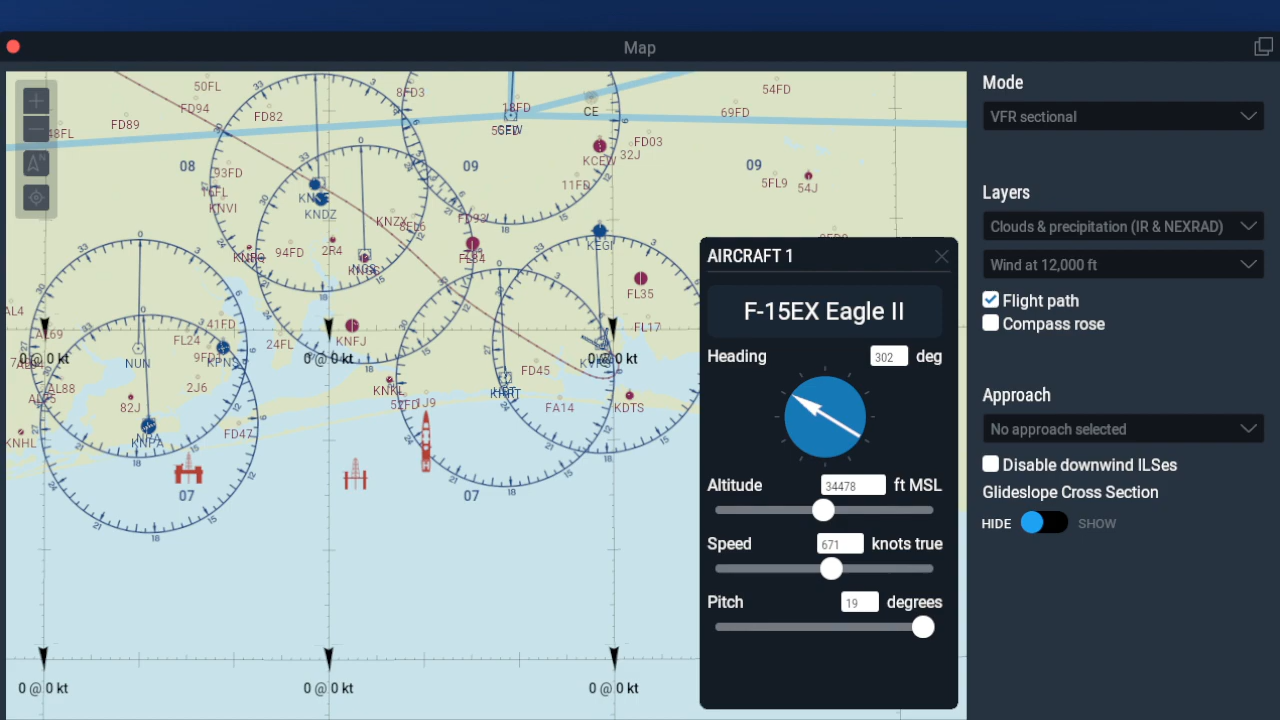 Map
50FL
8FD3
18FD
CE
54FD
FD94
FD82
FD89
48FL
CEW
69FD
FD03
KCEW
32J
08
09
09
93FD
11FD
5FL9
54J
KNVI
KNDZ
KNZX
8EL6
FD93
KEGI
94FD
2R4
FL84
FL35
41FD
FL24
KNFJ
24FL
FL17
AL69
0 @ 0 kt
0 @ 0 kt
0 @ 0 kt
NUN
KPNS
FD45
2J6
AL88
KNKL
52FD
1J9
FA14
KDTS
82J
KNHL
KNPA
FD47
07
07
0 @ 0 kt
0 @ 0 kt
0 @ 0 kt
AIRCRAFT 1
F-15EX Eagle II
Heading 302 deg
Altitude 34478 ft MSL
Speed 671 knots true
Pitch 19 degrees
Mode
VFR sectional
Layers
Clouds & precipitation (IR & NEXRAD)
Wind at 12,000 ft
Flight path
Compass rose
Approach
No approach selected
Disable downwind ILSes
Glideslope Cross Section
HIDE SHOW